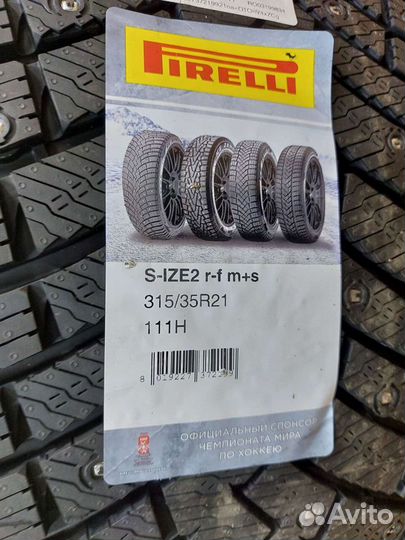 PIRELLI
S-IZE2 r-f m+s
315/35R21
111H
ОФИЦИАЛЬНЫЙ СПОНСОР
ЧЕМПИОНАТА МИРА
ПО ХОККЕЮ
Avito